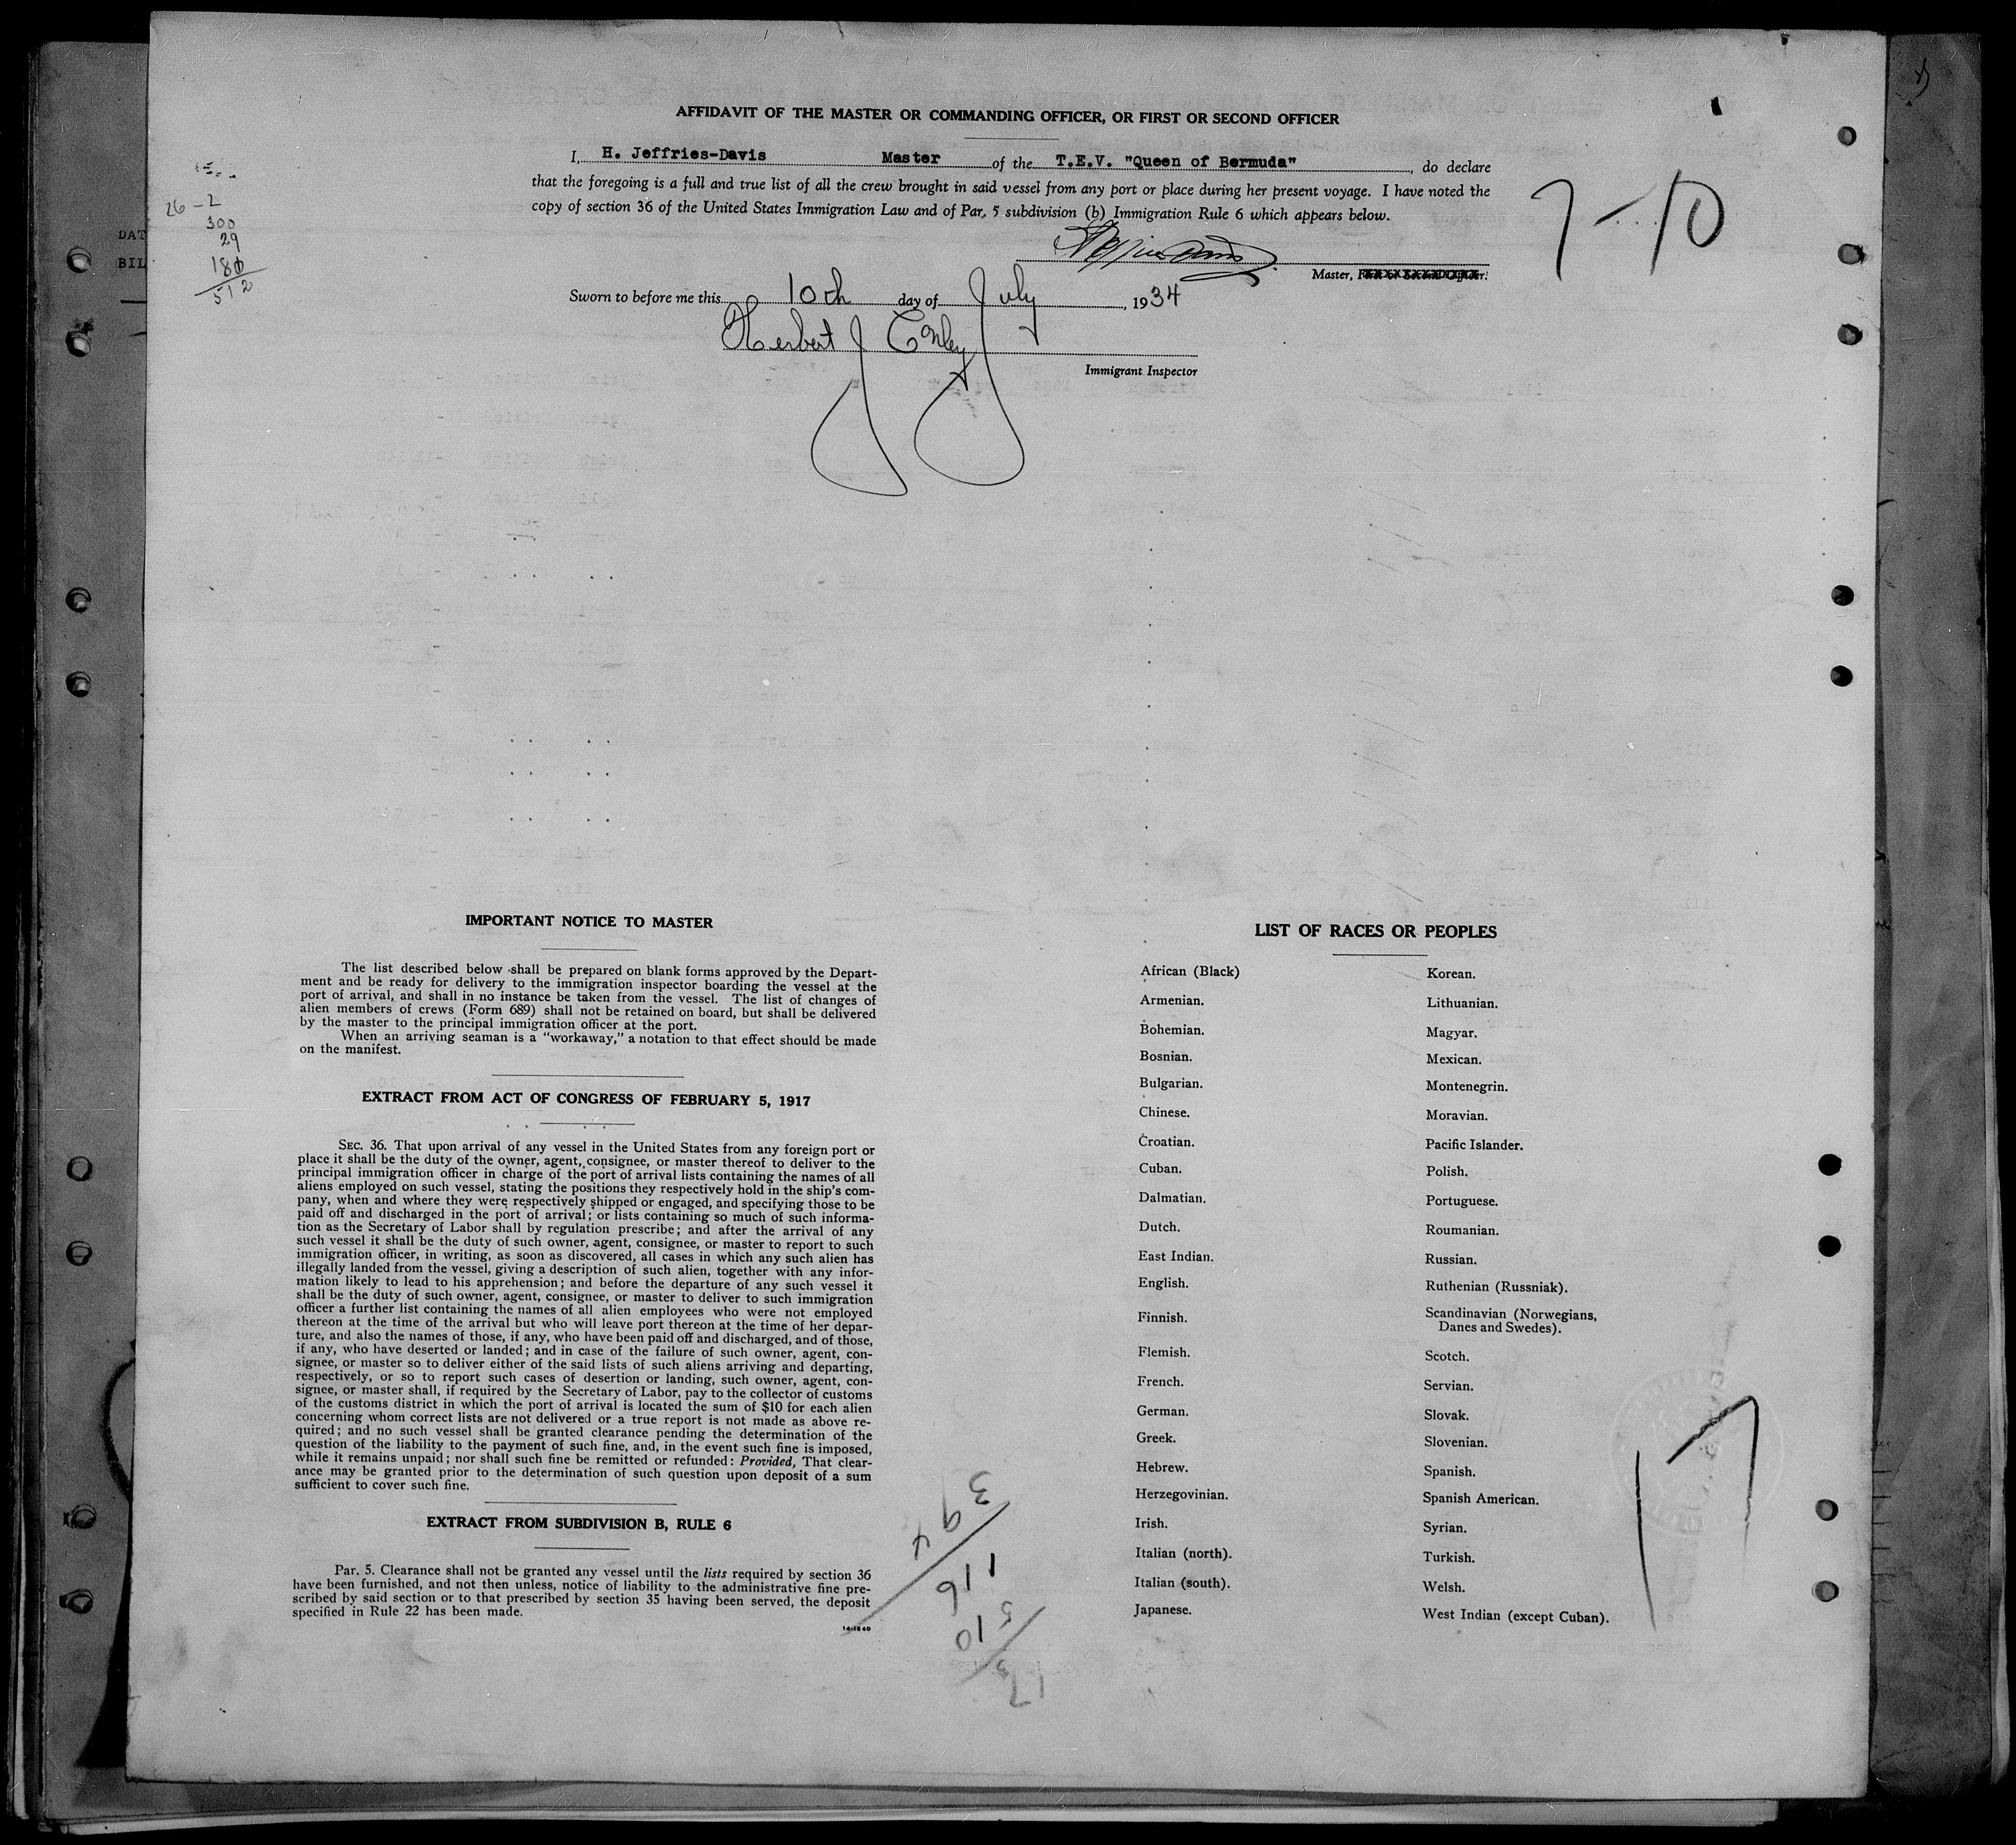 AFFIDAVIT OF THE MASTER OR COMMANDING OFFICER, OR FIRST OR SECOND OFFICER
I, H. Jeffries-Davis Master of the T.E.V. "Queen of Bermuda", do declare
that the foregoing is a full and true list of all the crew brought in said vessel from any port or place during her present voyage. I have noted the
copy of section 36 of the United States Immigration Law and of Par. 5 subdivision (b) Immigration Rule 6 which appears below.
7-10
26-2
300
29
180
512
DAT
BIL
Master,
Sworn to before me this 10th day of July, 1934
Herbert J Conley
Immigrant Inspector
IMPORTANT NOTICE TO MASTER
The list described below shall be prepared on blank forms approved by the Depart-
ment and be ready for delivery to the immigration inspector boarding the vessel at the
port of arrival, and shall in no instance be taken from the vessel. The list of changes of
alien members of crews (Form 689) shall not be retained on board, but shall be delivered
by the master to the principal immigration officer at the port.
When an arriving seaman is a "workaway," a notation to that effect should be made
on the manifest.
EXTRACT FROM ACT OF CONGRESS OF FEBRUARY 5, 1917
SEC. 36. That upon arrival of any vessel in the United States from any foreign port or
place it shall be the duty of the owner, agent, consignee, or master thereof to deliver to the
principal immigration officer in charge of the port of arrival lists containing the names of all
aliens employed on such vessel, stating the positions they respectively hold in the ship's com-
pany, when and where they were respectively shipped or engaged, and specifying those to be
paid off and discharged in the port of arrival; or lists containing so much of such informa-
tion as the Secretary of Labor shall by regulation prescribe; and after the arrival of any
such vessel it shall be the duty of such owner, agent, consignee, or master to report to such
immigration officer, in writing, as soon as discovered, all cases in which any such alien has
illegally landed from the vessel, giving a description of such alien, together with any infor-
mation likely to lead to his apprehension; and before the departure of any such vessel it
shall be the duty of such owner, agent, consignee, or master to deliver to such immigration
officer a further list containing the names of all alien employees who were not employed
thereon at the time of the arrival but who will leave port thereon at the time of her depar-
ture, and also the names of those, if any, who have been paid off and discharged, and of those,
if any, who have deserted or landed; and in case of the failure of such owner, agent, con-
signee, or master so to deliver either of the said lists of such aliens arriving and departing,
respectively, or so to report such cases of desertion or landing, such owner, agent, con-
signee, or master shall, if required by the Secretary of Labor, pay to the collector of customs
of the customs district in which the port of arrival is located the sum of $10 for each alien
concerning whom correct lists are not delivered or a true report is not made as above re-
quired; and no such vessel shall be granted clearance pending the determination of the
question of the liability to the payment of such fine, and, in the event such fine is imposed,
while it remains unpaid; nor shall such fine be remitted or refunded: Provided, That clear-
ance may be granted prior to the determination of such question upon deposit of a sum
sufficient to cover such fine.
EXTRACT FROM SUBDIVISION B, RULE 6
Par. 5. Clearance shall not be granted any vessel until the lists required by section 36
have been furnished, and not then unless, notice of liability to the administrative fine pre-
scribed by said section or to that prescribed by section 35 having been served, the deposit
specified in Rule 22 has been made.
14-1240
394
116
510
LIST OF RACES OR PEOPLES
African (Black)
Armenian.
Bohemian.
Bosnian.
Bulgarian.
Chinese.
Croatian.
Cuban.
Dalmatian.
Dutch.
East Indian.
English.
Finnish.
Flemish.
French.
German.
Greek.
Hebrew.
Herzegovinian.
Irish.
Italian (north).
Italian (south).
Japanese.
Korean.
Lithuanian.
Magyar.
Mexican.
Montenegrin.
Moravian.
Pacific Islander.
Polish.
Portuguese.
Roumanian.
Russian.
Ruthenian (Russniak).
Scandinavian (Norwegians,
Danes and Swedes).
Scotch.
Servian.
Slovak.
Slovenian.
Spanish.
Spanish American.
Syrian.
Turkish.
Welsh.
West Indian (except Cuban).
17